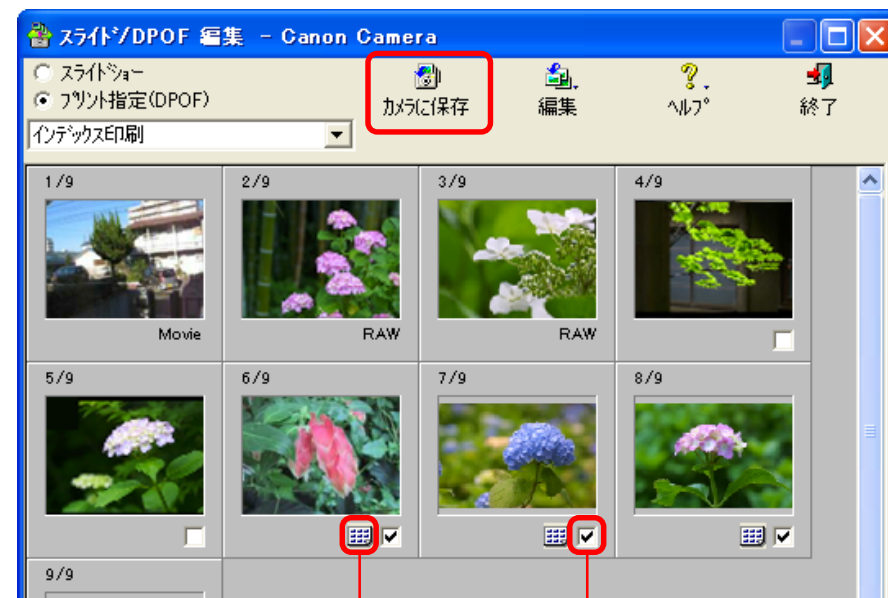 スライド/DPOF 編集 - Canon Camera
スライドショー
プリント指定(DPOF)
カメラに保存
編集
ヘルプ
終了
インデックス印刷
1/9
2/9
3/9
4/9
Movie
RAW
RAW
5/9
6/9
7/9
8/9
9/9